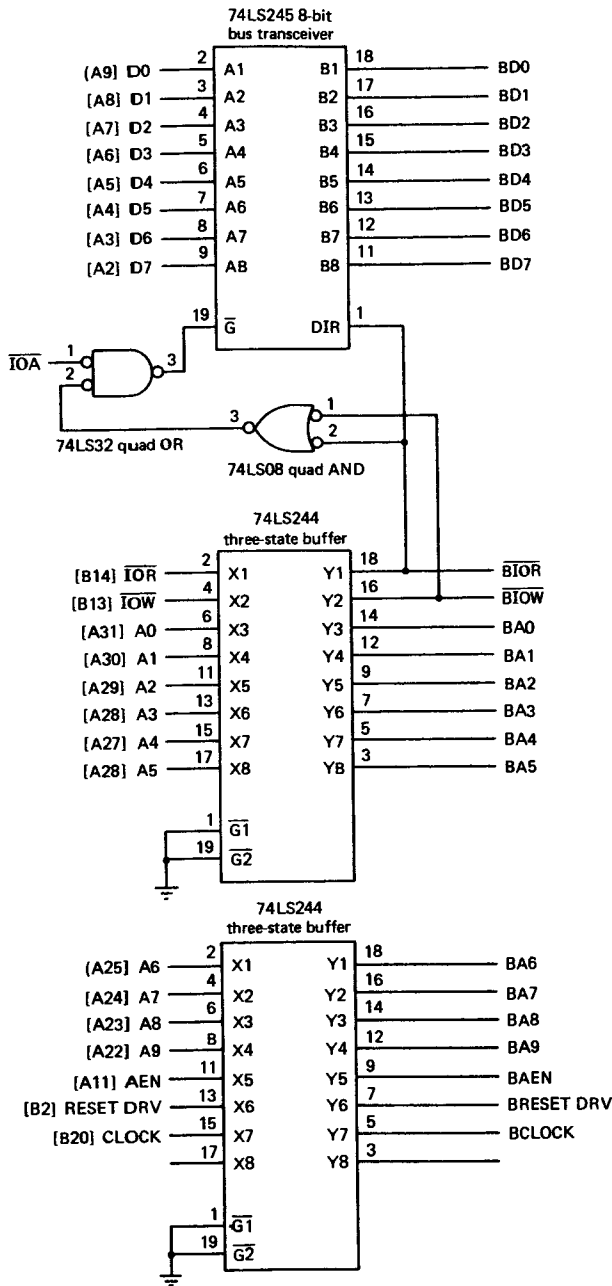 74LS245 8-bit
bus transceiver
(A9] D0 2 A1 B1 18 BD0
[A8] D1 3 A2 B2 17 BD1
[A7] D2 4 A3 B3 16 BD2
[A6] D3 5 A4 B4 15 BD3
[A5] D4 6 A5 B5 14 BD4
[A4] D5 7 A6 B6 13 BD5
[A3] D6 8 A7 B7 12 BD6
[A2] D7 9 AB B8 11 BD7
19 G DIR 1
IOA 1
2 3
3 1
2
74LS32 quad OR
74LS08 quad AND
74LS244
three-state buffer
[B14] IOR 2 X1 Y1 18 BIOR
[B13] IOW 4 X2 Y2 16 BIOW
[A31] A0 6 X3 Y3 14 BA0
[A30] A1 8 X4 Y4 12 BA1
[A29] A2 11 X5 Y5 9 BA2
[A28] A3 13 X6 Y6 7 BA3
[A27] A4 15 X7 Y7 5 BA4
[A28] A5 17 X8 YB 3 BA5
1 G1
19 G2
74LS244
three-state buffer
(A25) A6 2 X1 Y1 18 BA6
[A24] A7 4 X2 Y2 16 BA7
[A23] A8 6 X3 Y3 14 BA8
[A22] A9 B X4 Y4 12 BA9
[A11] AEN 11 X5 Y5 9 BAEN
[B2] RESET DRV 13 X6 Y6 7 BRESET DRV
[B20] CLOCK 15 X7 Y7 5 BCLOCK
17 X8 Y8 3
1 G1
19 G2